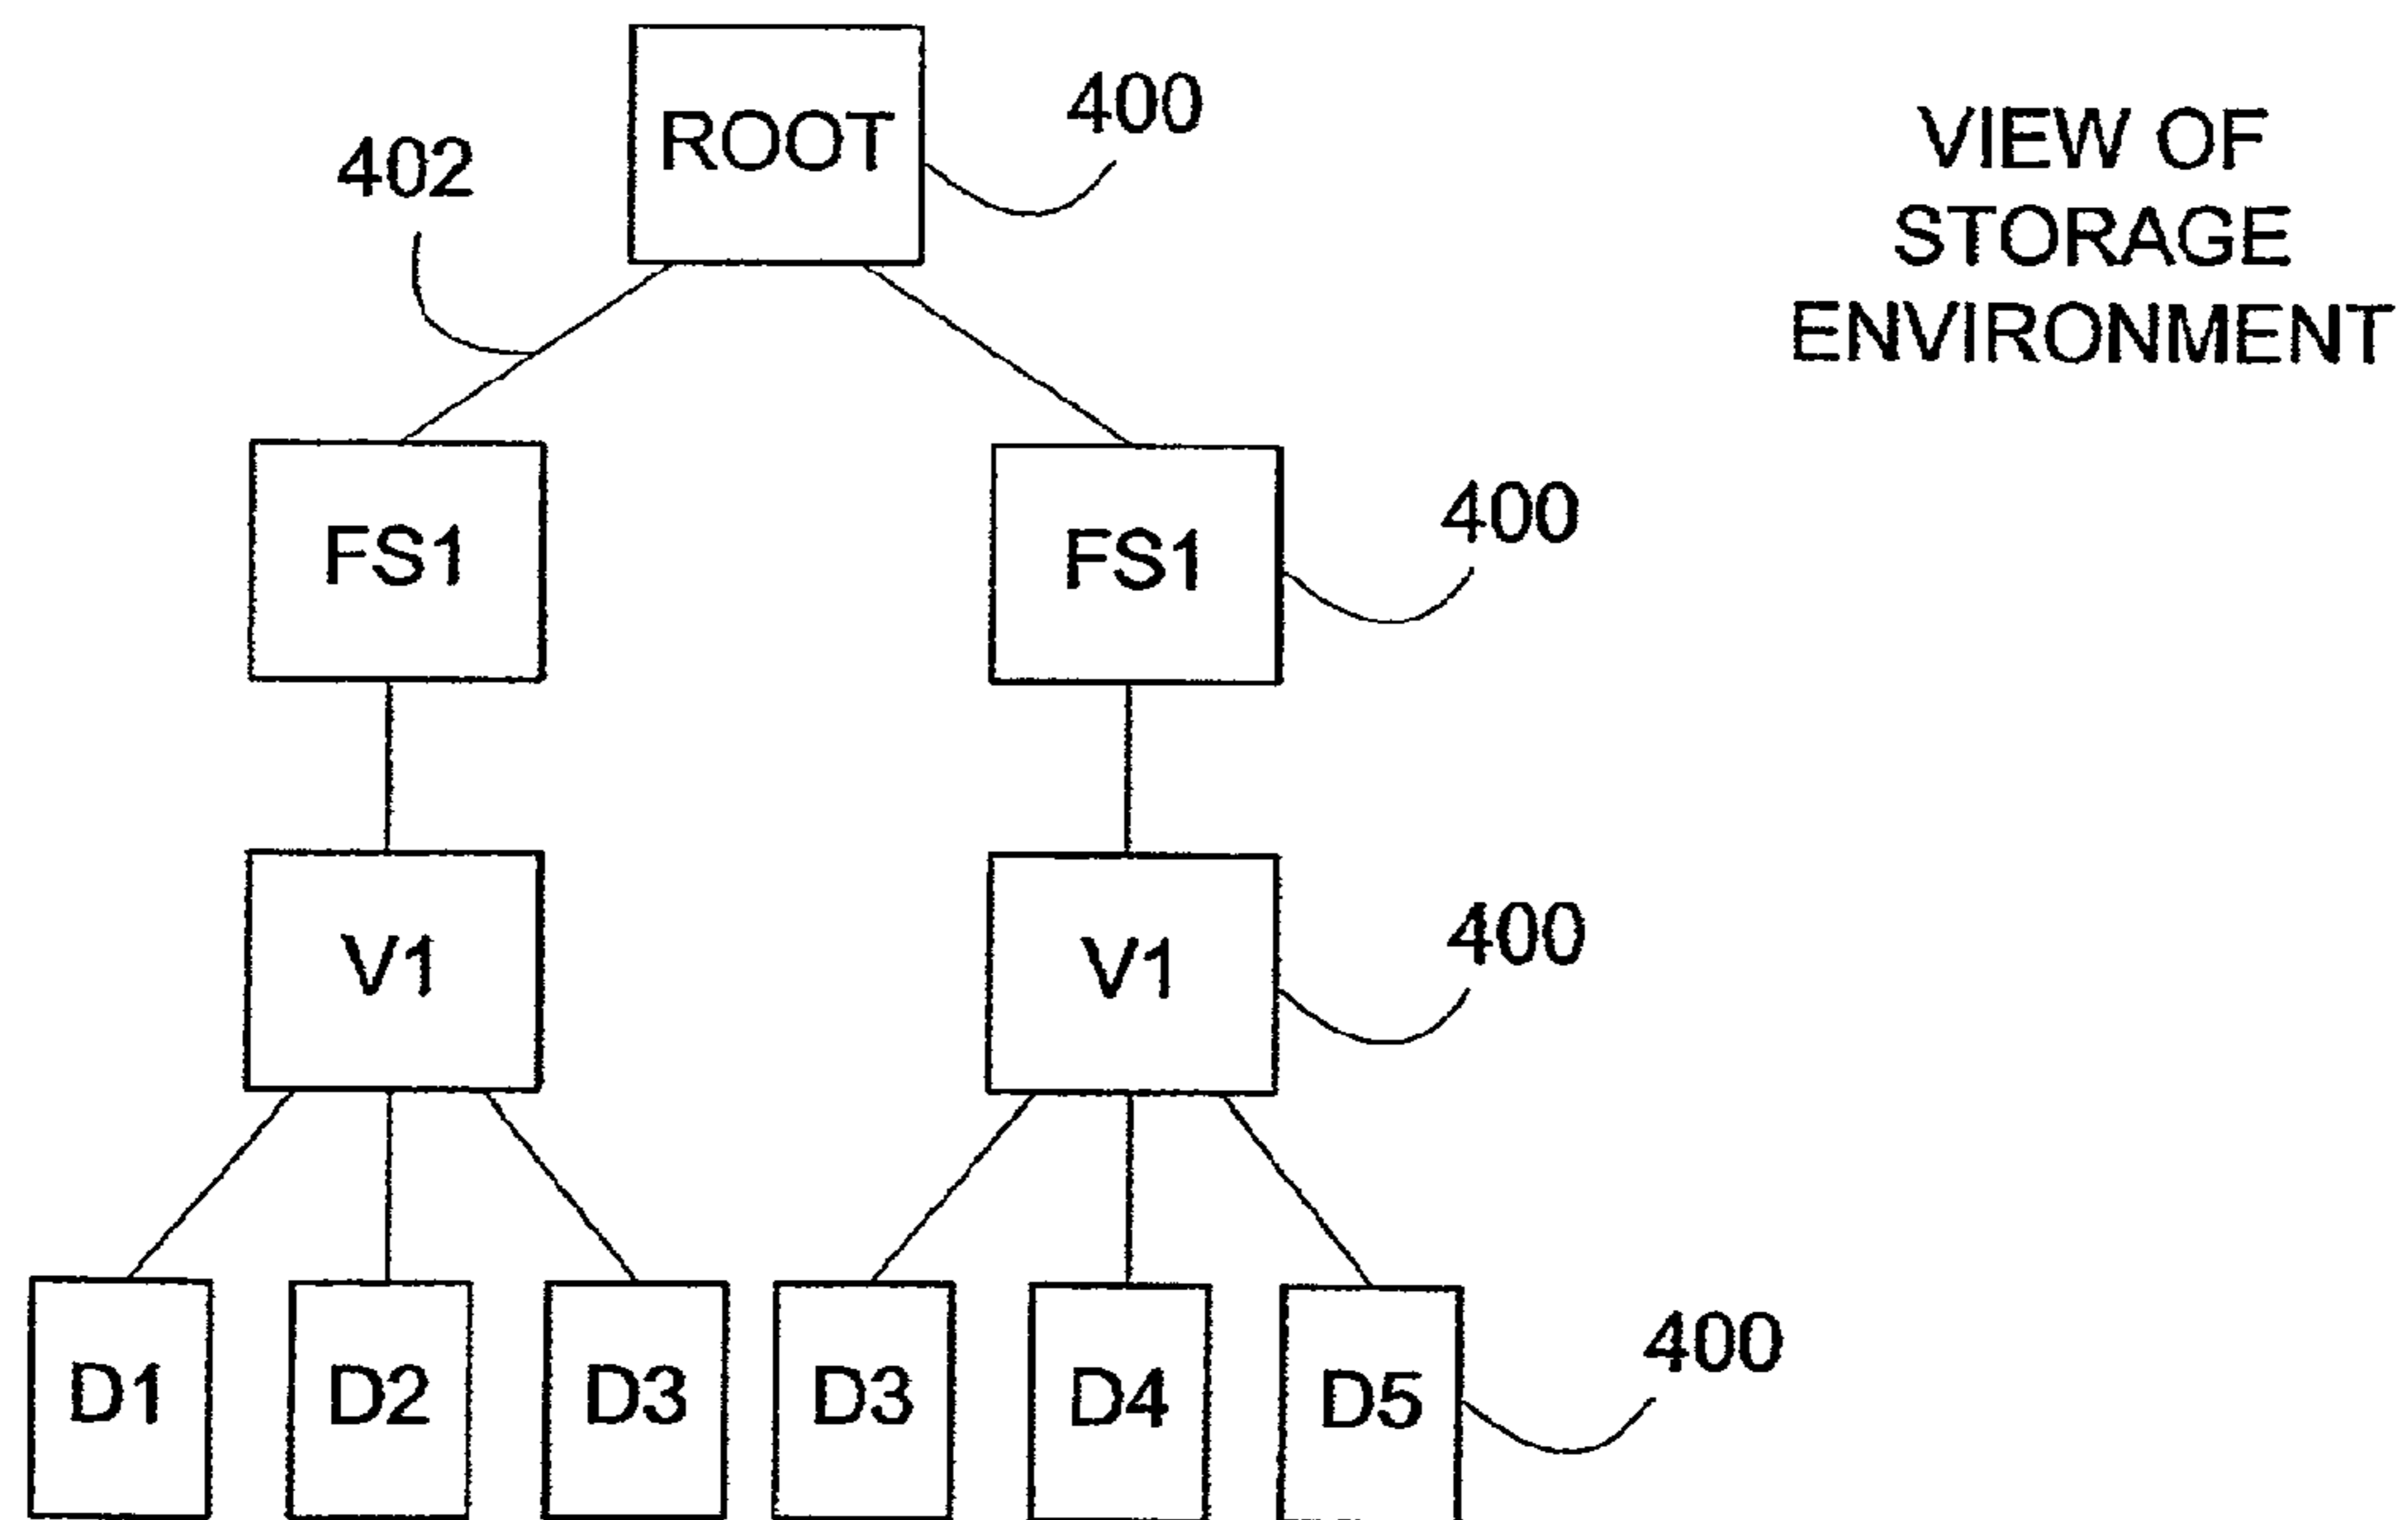 ROOT
400
402
VIEW OF
STORAGE
ENVIRONMENT
FS1
FS1
400
V1
V1
400
D1
D2
D3
D3
D4
D5
400